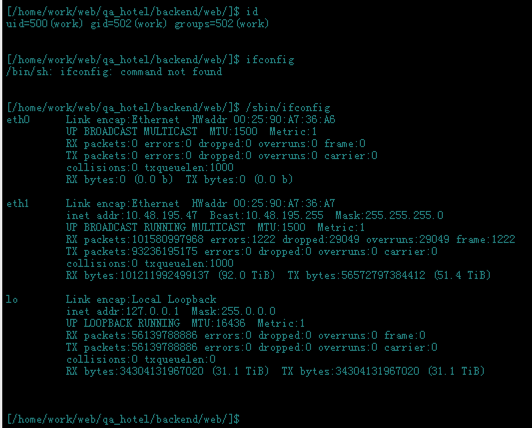 [/home/work/web/qa_hotel/backend/web/]$ id
uid=500(work) gid=502(work) groups=502(work)
[/home/work/web/qa_hotel/backend/web/]$ ifconfig
/bin/sh: ifconfig: command not found
[/home/work/web/qa_hotel/backend/web/]$ /sbin/ifconfig
eth0 Link encap:Ethernet HWaddr 00:25:90:A7:36:A6
UP BROADCAST MULTICAST MTU:1500 Metric:1
RX packets:0 errors:0 dropped:0 overruns:0 frame:0
TX packets:0 errors:0 dropped:0 overruns:0 carrier:0
collisions:0 txqueuelen:1000
RX bytes:0 (0.0 b) TX bytes:0 (0.0 b)
eth1 Link encap:Ethernet HWaddr 00:25:90:A7:36:A7
inet addr:10.48.195.47 Bcast:10.48.195.255 Mask:255.255.255.0
UP BROADCAST RUNNING MULTICAST MTU:1500 Metric:1
RX packets:101580997968 errors:1222 dropped:29049 overruns:29049 frame:1222
TX packets:93236195175 errors:0 dropped:0 overruns:0 carrier:0
collisions:0 txqueuelen:1000
RX bytes:101211992499137 (92.0 TiB) TX bytes:56572797384412 (51.4 TiB)
lo Link encap:Local Loopback
inet addr:127.0.0.1 Mask:255.0.0.0
UP LOOPBACK RUNNING MTU:16436 Metric:1
RX packets:56139788886 errors:0 dropped:0 overruns:0 frame:0
TX packets:56139788886 errors:0 dropped:0 overruns:0 carrier:0
collisions:0 txqueuelen:0
RX bytes:34304131967020 (31.1 TiB) TX bytes:34304131967020 (31.1 TiB)
[/home/work/web/qa_hotel/backend/web/]$